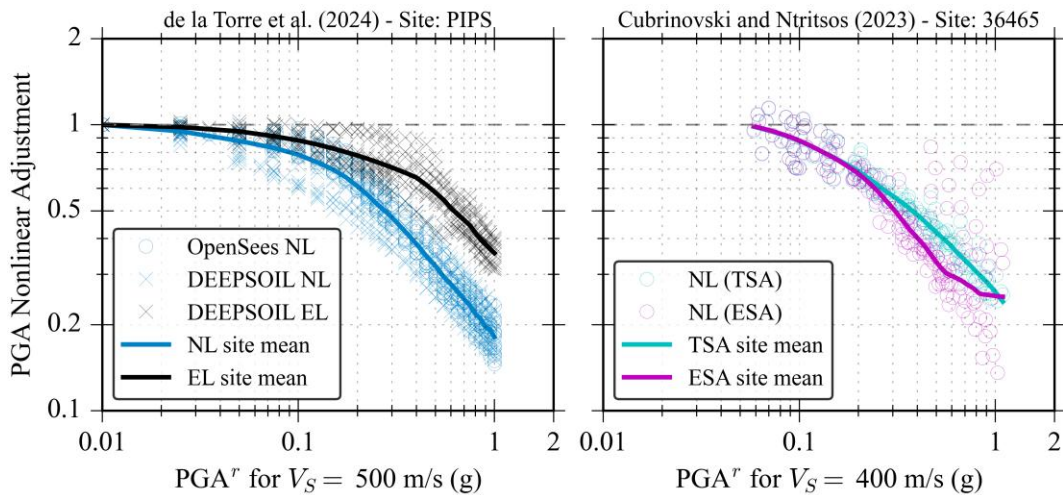 de la Torre et al. (2024) - Site: PIPS
2
1
0.5
0.2
0.1
PGA Nonlinear Adjustment
OpenSees NL
DEEPSOIL NL
DEEPSOIL EL
NL site mean
EL site mean
0.01 0.1 1 2
PGA^r for V_S = 500 m/s (g)
Cubrinovski and Ntritsos (2023) - Site: 36465
NL (TSA)
NL (ESA)
TSA site mean
ESA site mean
0.01 0.1 1 2
PGA^r for V_S = 400 m/s (g)